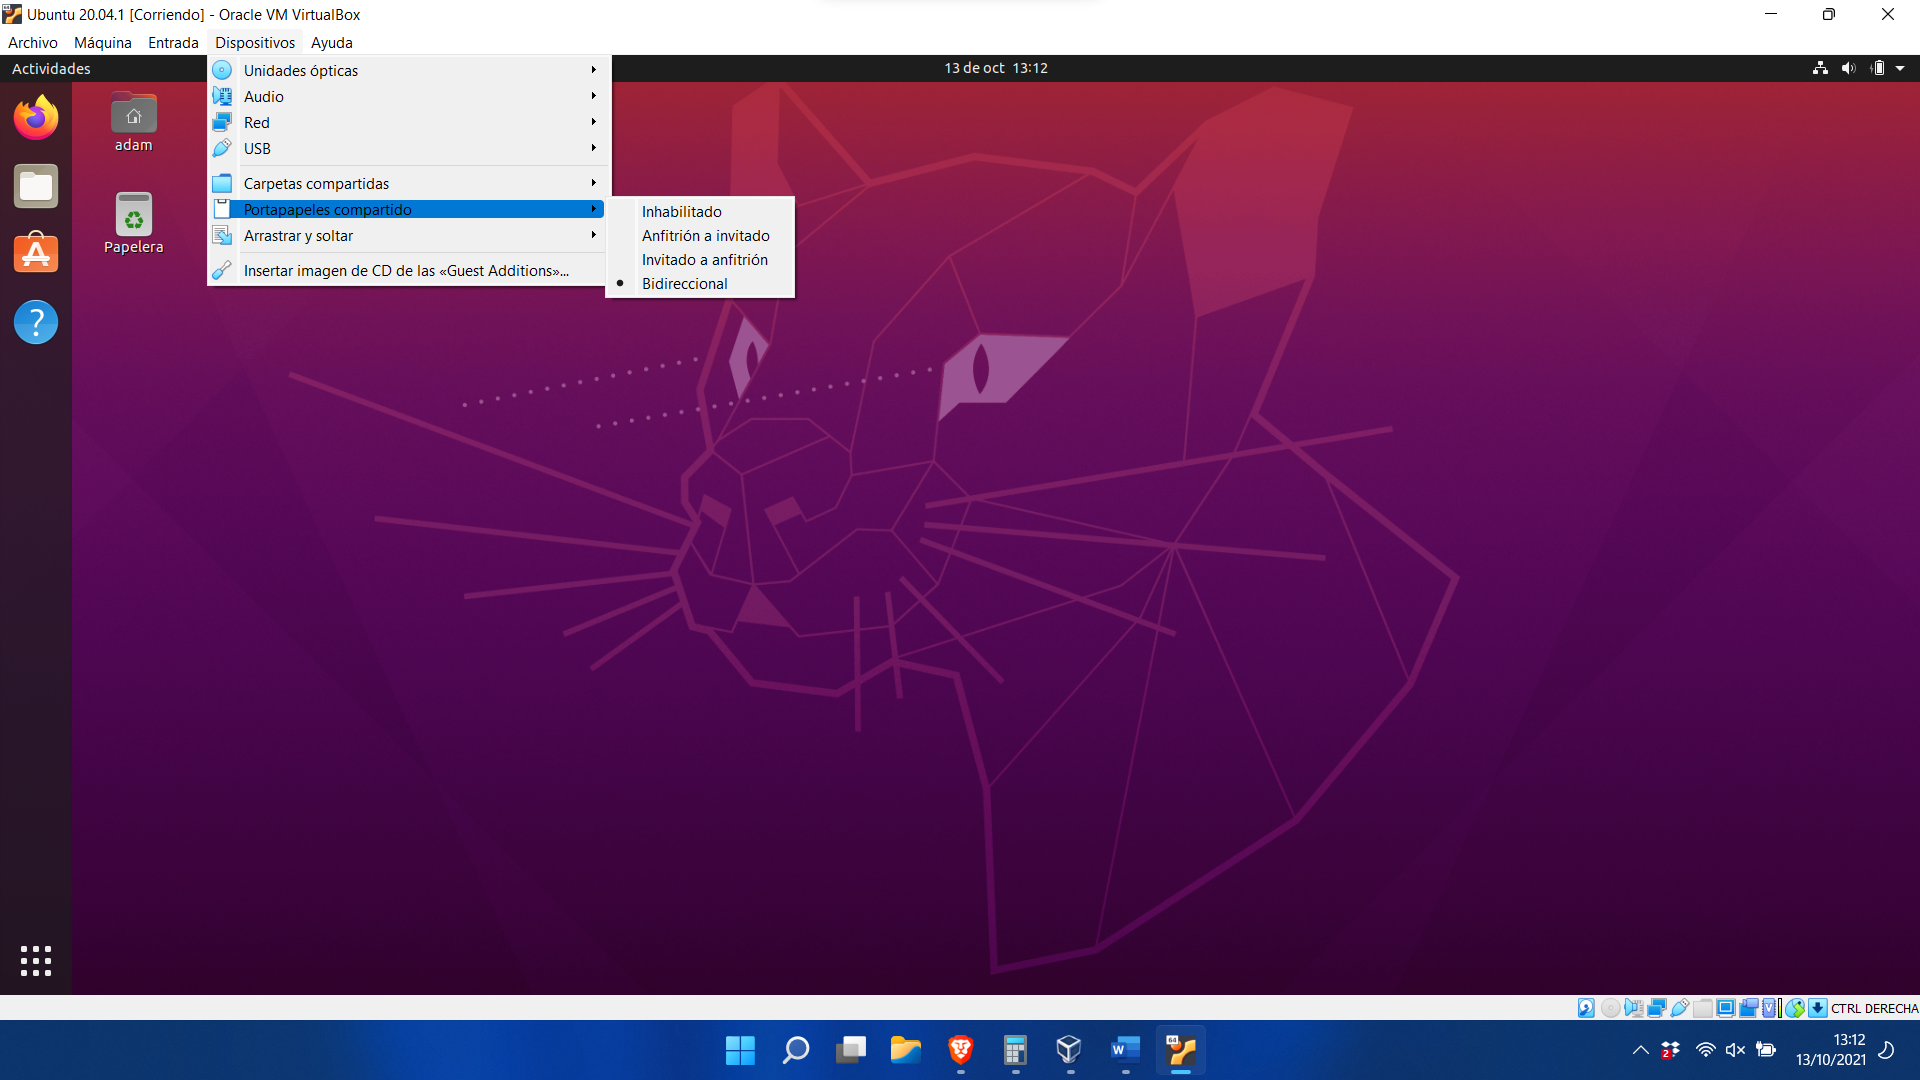 Ubuntu 20.04.1 [Corriendo] - Oracle VM VirtualBox
Archivo Máquina Entrada Dispositivos Ayuda
Actividades
13 de oct 13:12
Unidades ópticas
Audio
Red
USB
Carpetas compartidas
Portapapeles compartido
Arrastrar y soltar
Insertar imagen de CD de las «Guest Additions»...
Inhabilitado
Anfitrión a invitado
Invitado a anfitrión
Bidireccional
adam
Papelera
CTRL DERECHA
64
W
2
13:12
13/10/2021